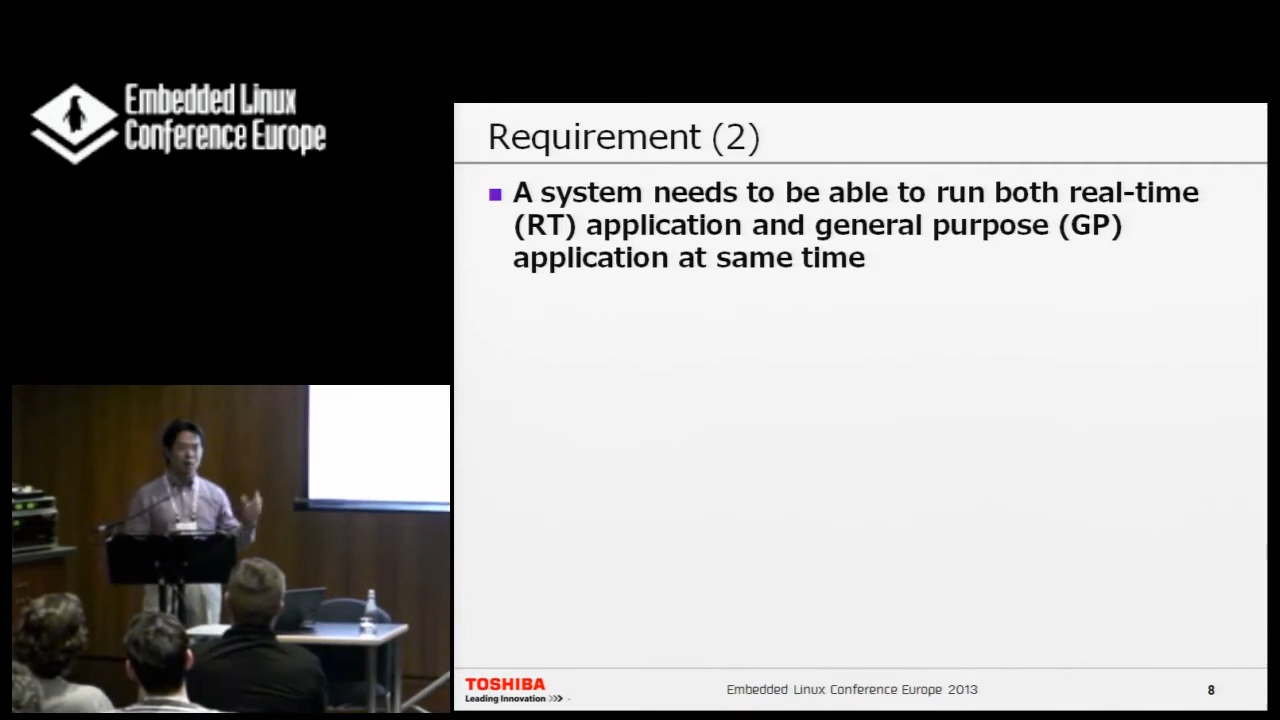 Embedded Linux
Conference Europe
Requirement (2)
A system needs to be able to run both real-time
(RT) application and general purpose (GP)
application at same time
TOSHIBA
Leading Innovation >>>
Embedded Linux Conference Europe 2013
8